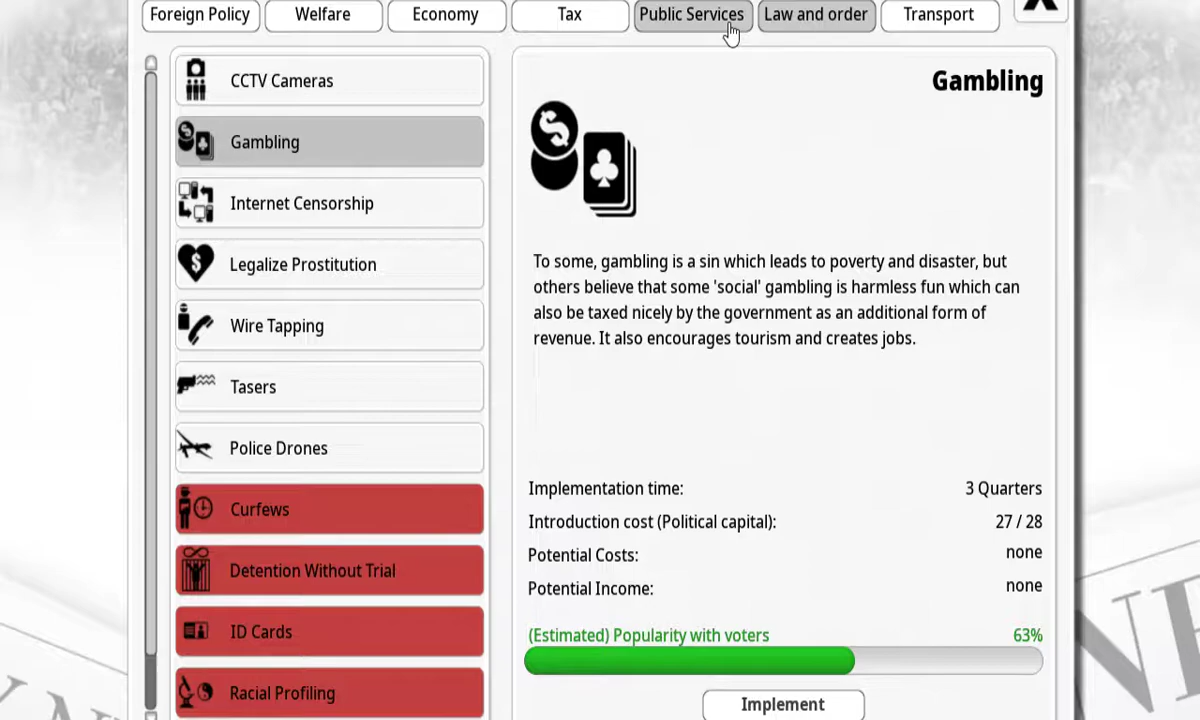 Foreign Policy
Welfare
Economy
Tax
Public Services
Law and order
Transport
X
CCTV Cameras
Gambling
Internet Censorship
Legalize Prostitution
Wire Tapping
Tasers
Police Drones
Curfews
Detention Without Trial
ID Cards
Racial Profiling
Gambling
To some, gambling is a sin which leads to poverty and disaster, but
others believe that some 'social' gambling is harmless fun which can
also be taxed nicely by the government as an additional form of
revenue. It also encourages tourism and creates jobs.
Implementation time: 3 Quarters
Introduction cost (Political capital): 27 / 28
Potential Costs: none
Potential Income: none
(Estimated) Popularity with voters 63%
Implement